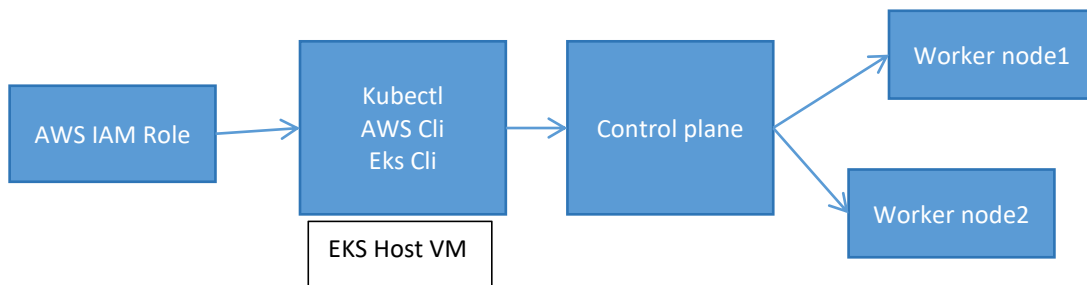 AWS IAM Role
Kubectl
AWS Cli
Eks Cli
EKS Host VM
Control plane
Worker node1
Worker node2